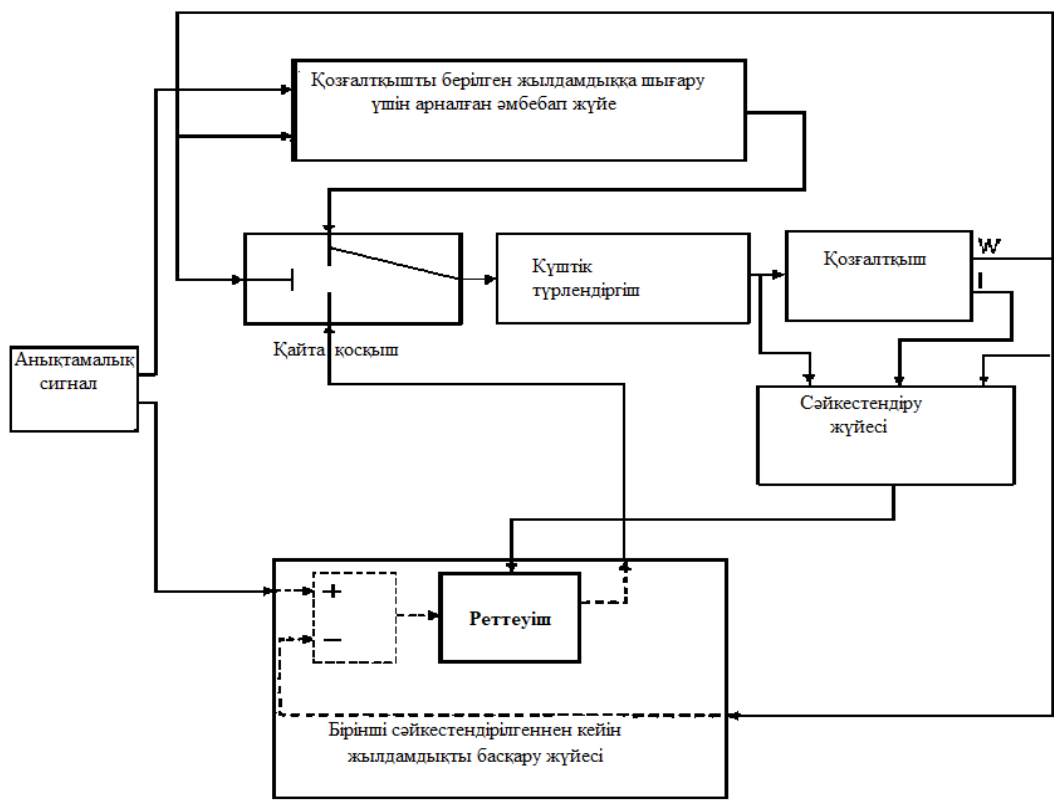 Қозғалтқышты берілген жылдамдыққа шығару
үшін арналған әмбебап жүйе
Күштік
түрлендіргіш
Қозғалтқыш
W
I
Қайта қосқыш
Анықтамалық
сигнал
Сәйкестендіру
жүйесі
+
−
Реттеуіш
Бірінші сәйкестендірілгеннен кейін
жылдамдықты басқару жүйесі